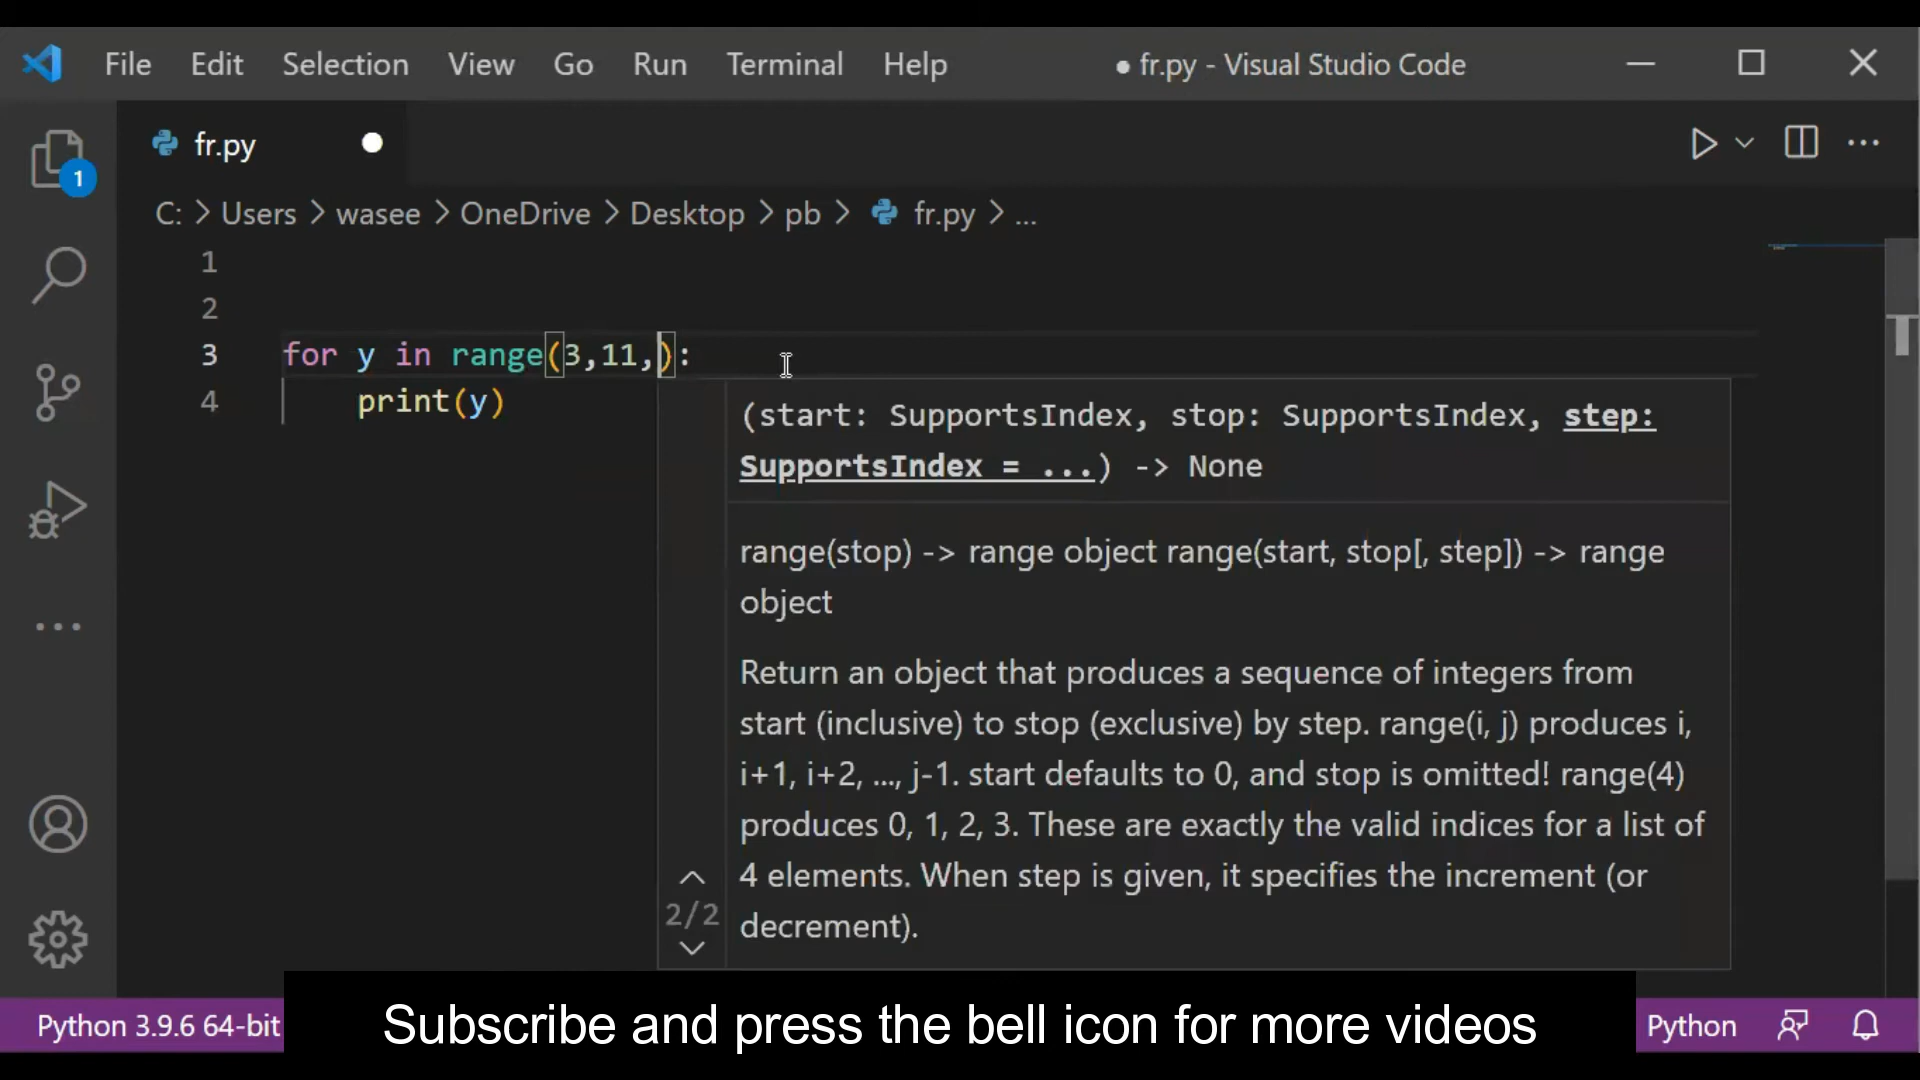 File Edit Selection View Go Run Terminal Help ● fr.py - Visual Studio Code
fr.py
1
C: > Users > wasee > OneDrive > Desktop > pb > fr.py > ...
1
2
3 for y in range(3,11,):
4 print(y)
(start: SupportsIndex, stop: SupportsIndex, step:
SupportsIndex = ...) -> None
range(stop) -> range object range(start, stop[, step]) -> range
object
Return an object that produces a sequence of integers from
start (inclusive) to stop (exclusive) by step. range(i, j) produces i,
i+1, i+2, ..., j-1. start defaults to 0, and stop is omitted! range(4)
produces 0, 1, 2, 3. These are exactly the valid indices for a list of
4 elements. When step is given, it specifies the increment (or
decrement).
2/2
Python 3.9.6 64-bit
Subscribe and press the bell icon for more videos
Python